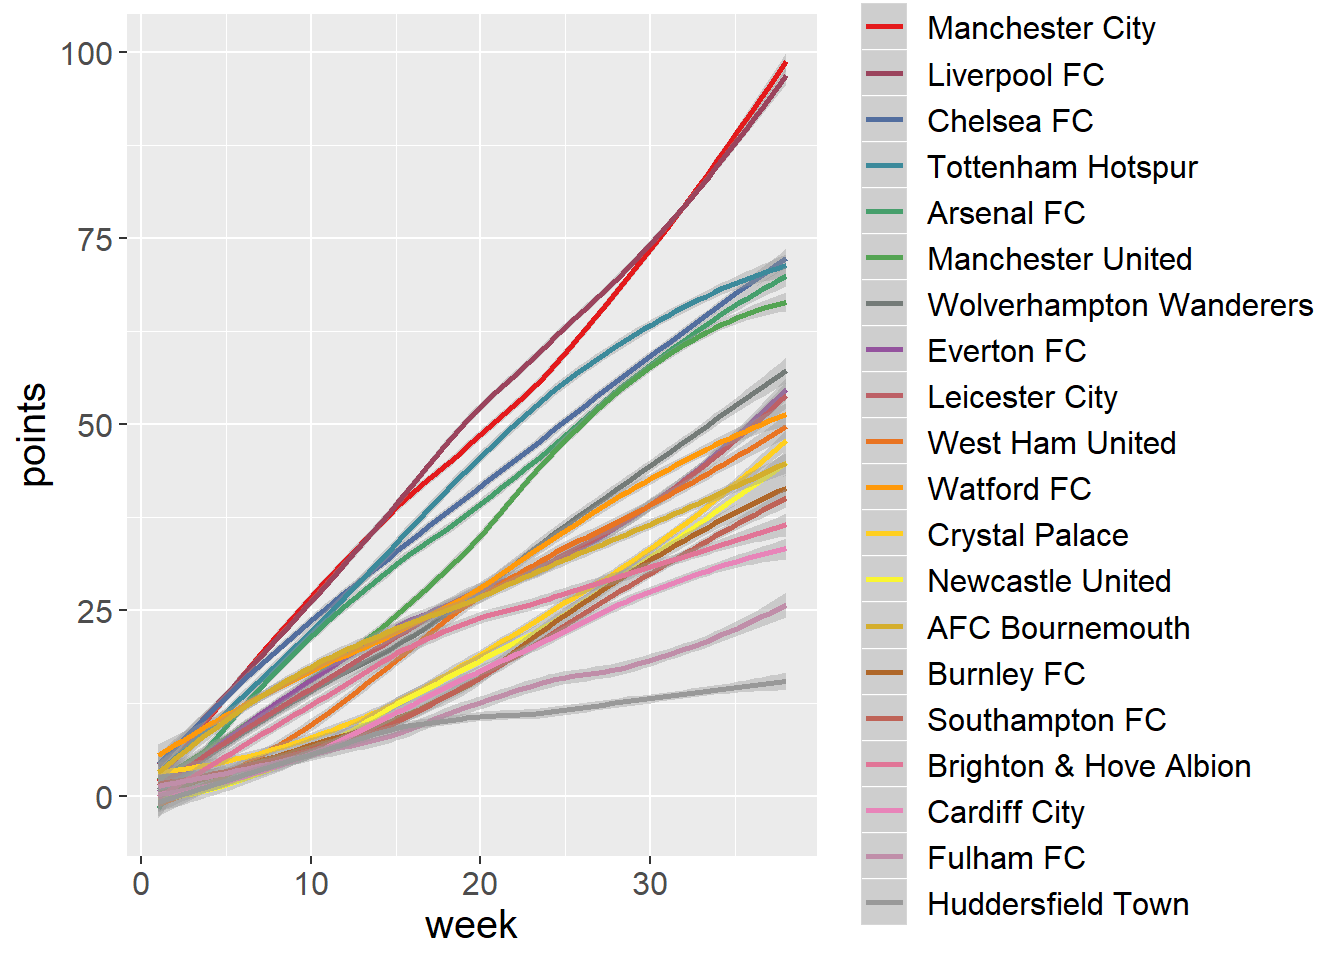 100
75
50
25
0
points
0 10 20 30
week
Manchester City
Liverpool FC
Chelsea FC
Tottenham Hotspur
Arsenal FC
Manchester United
Wolverhampton Wanderers
Everton FC
Leicester City
West Ham United
Watford FC
Crystal Palace
Newcastle United
AFC Bournemouth
Burnley FC
Southampton FC
Brighton & Hove Albion
Cardiff City
Fulham FC
Huddersfield Town